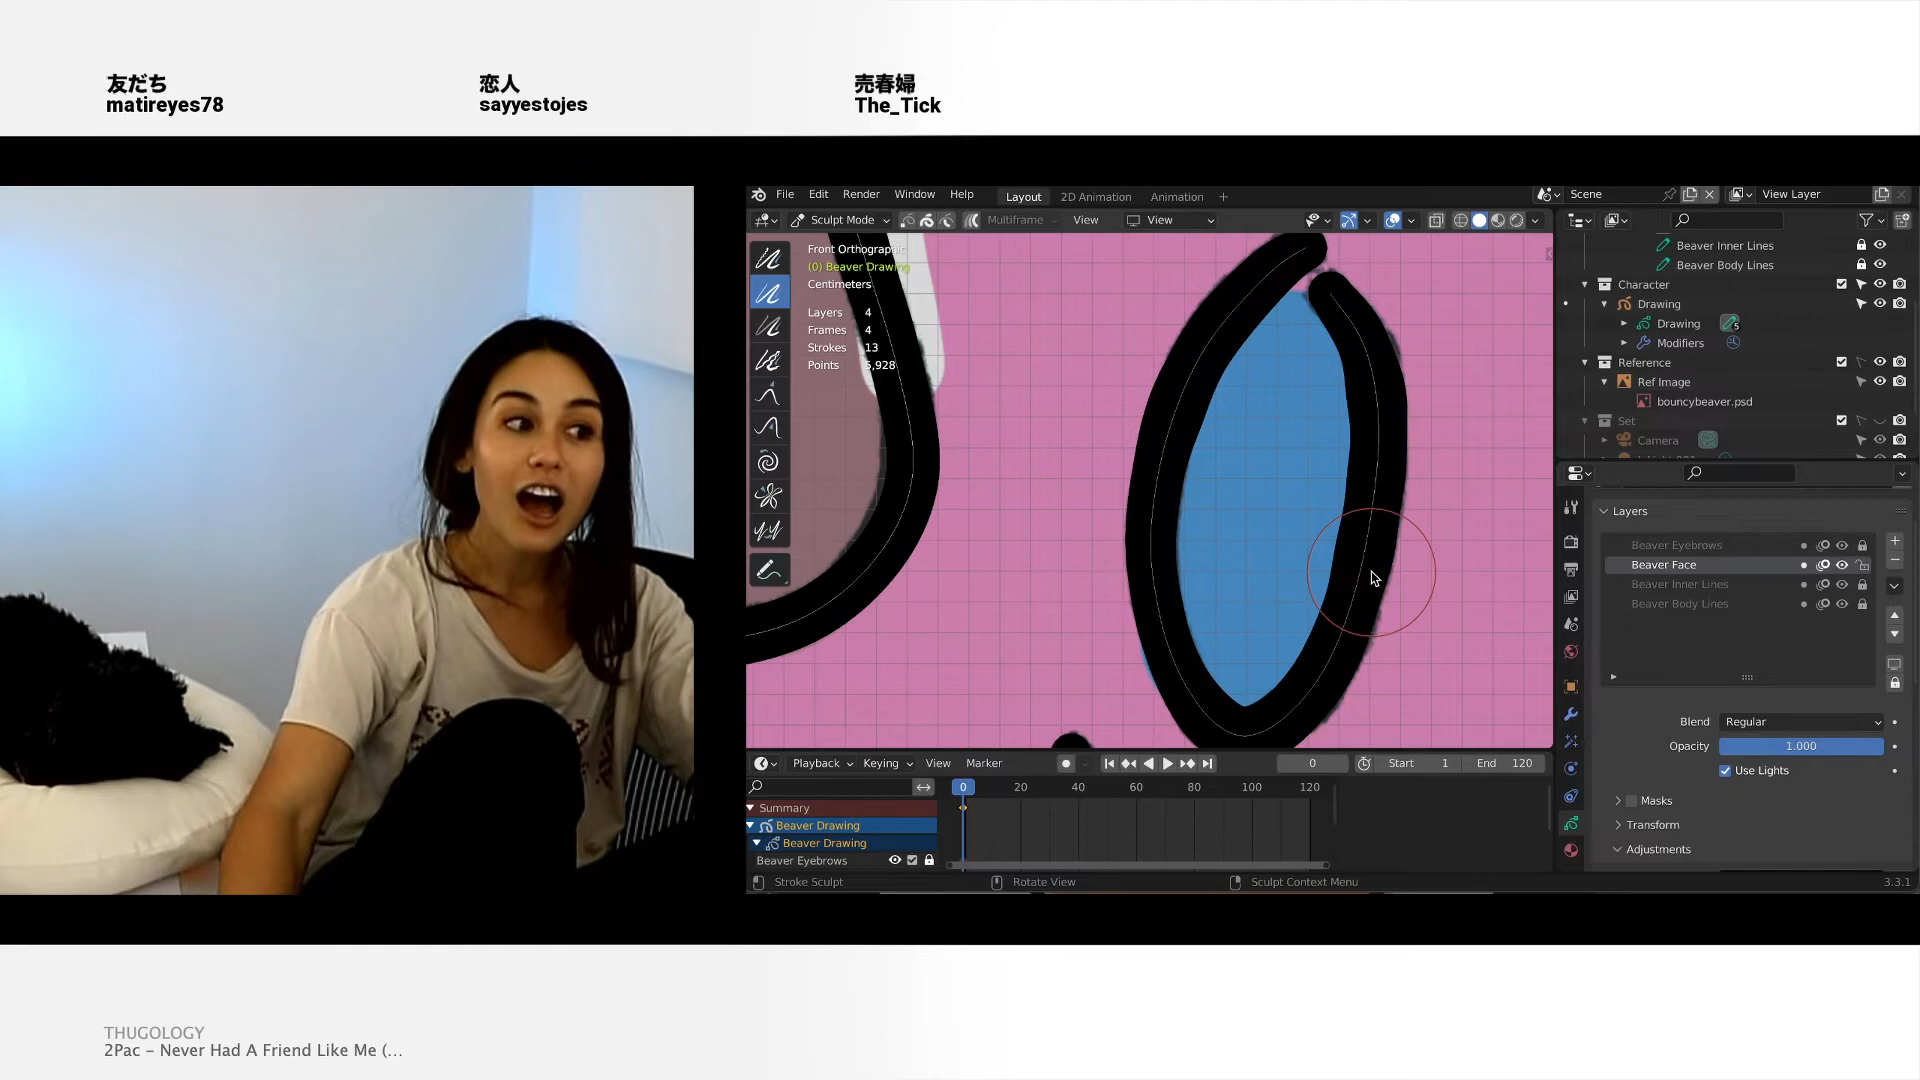 友だち
matireyes78
恋人
sayyestojes
売春婦
The_Tick
File Edit Render Window Help
Layout 2D Animation Animation +
Scene
View Layer
Sculpt Mode
Multiframe
View
View
Front Orthographic
(0) Beaver Drawing
Centimeters
Layers 4
Frames 4
Strokes 13
Points 5,928
Beaver Inner Lines
Beaver Body Lines
Character
Drawing
Drawing
5
Modifiers
Reference
Ref Image
bouncybeaver.psd
Set
Camera
Layers
Beaver Eyebrows
Beaver Face
Beaver Inner Lines
Beaver Body Lines
Blend Regular
Opacity 1.000
Use Lights
Masks
Transform
Adjustments
Playback Keying View Marker
0
Start 1
End 120
0 20 40 60 80 100 120
Summary
Beaver Drawing
Beaver Drawing
Beaver Eyebrows
Stroke Sculpt
Rotate View
Sculpt Context Menu
3.3.1
THUGOLOGY
2Pac - Never Had A Friend Like Me (...